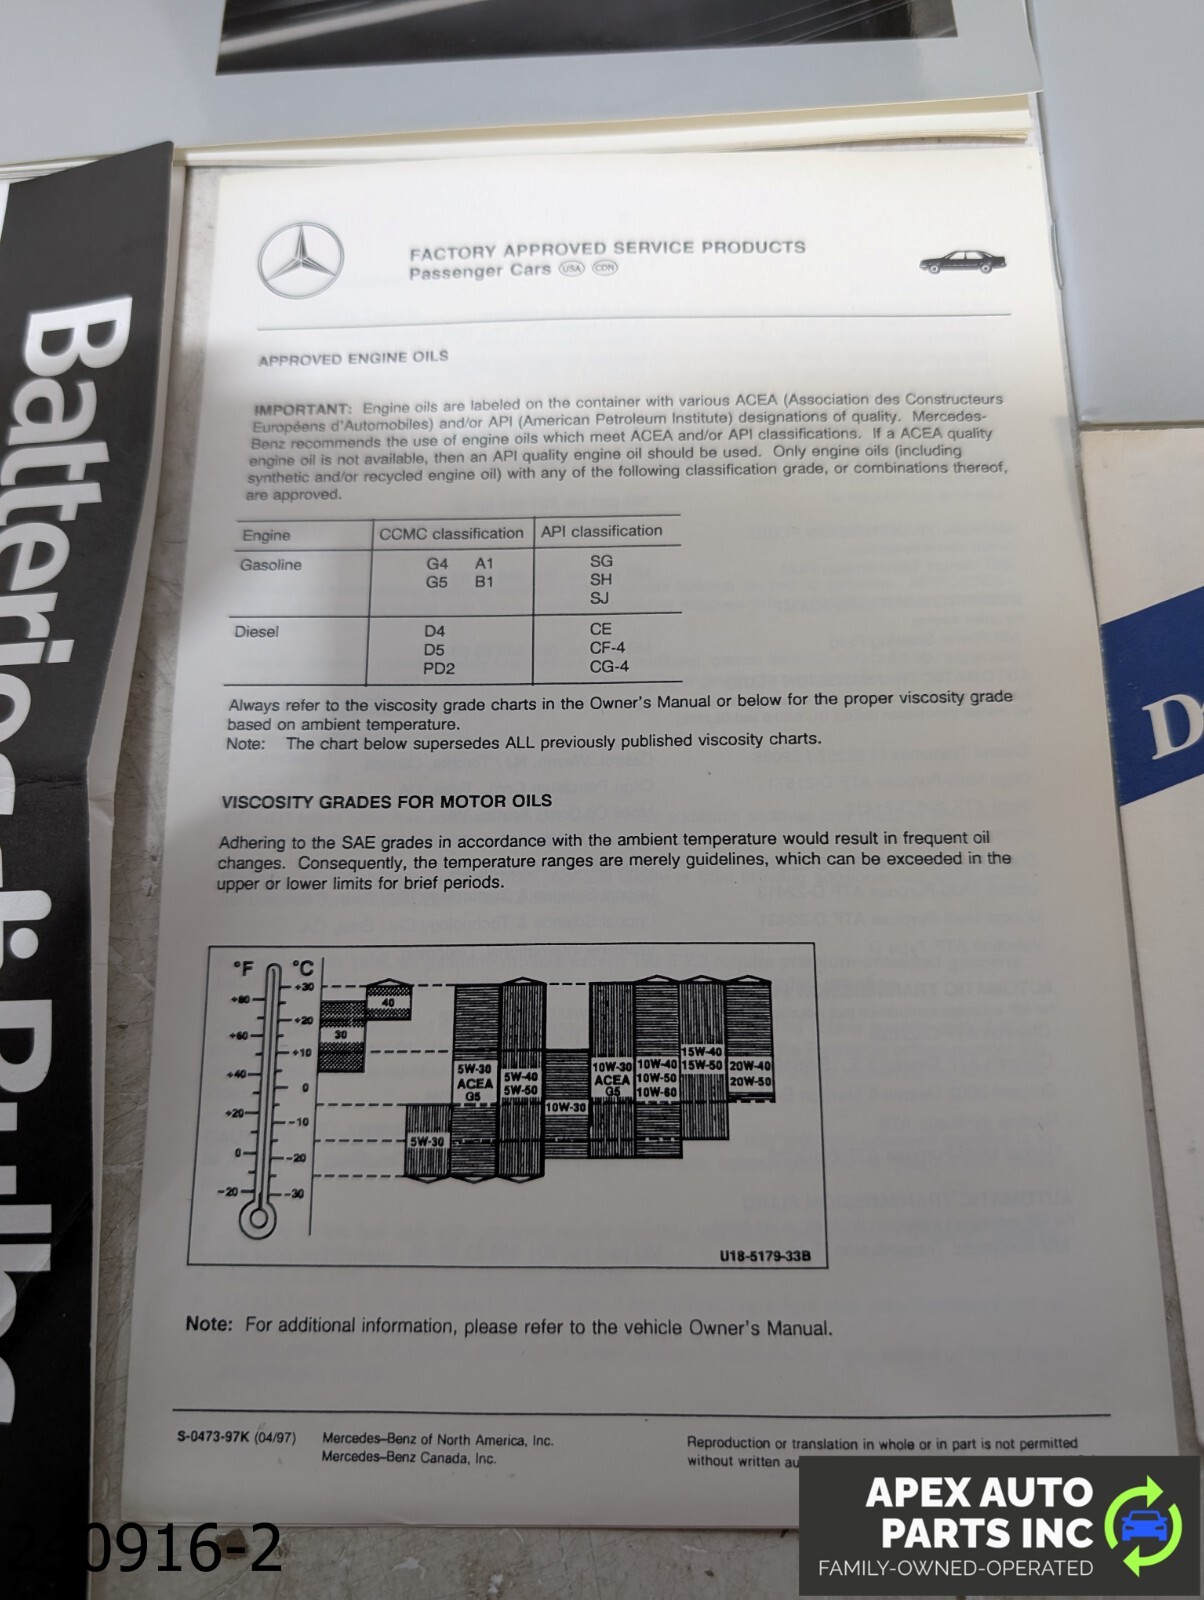 FACTORY APPROVED SERVICE PRODUCTS
Passenger Cars USA CDN
APPROVED ENGINE OILS
IMPORTANT: Engine oils are labeled on the container with various ACEA (Association des Constructeurs
Européens d'Automobiles) and/or API (American Petroleum Institute) designations of quality. Mercedes-
Benz recommends the use of engine oils which meet ACEA and/or API classifications. If a ACEA quality
engine oil is not available, then an API quality engine oil should be used. Only engine oils (including
synthetic and/or recycled engine oil) with any of the following classification grade, or combinations thereof,
are approved.
Engine CCMC classification API classification
Gasoline G4 A1 SG
G5 B1 SH
SJ
Diesel D4 CE
D5 CF-4
PD2 CG-4
Always refer to the viscosity grade charts in the Owner's Manual or below for the proper viscosity grade
based on ambient temperature.
Note: The chart below supersedes ALL previously published viscosity charts.
VISCOSITY GRADES FOR MOTOR OILS
Adhering to the SAE grades in accordance with the ambient temperature would result in frequent oil
changes. Consequently, the temperature ranges are merely guidelines, which can be exceeded in the
upper or lower limits for brief periods.
°F °C
+30
+80
40
+20
+60 30
+10
15W-40
5W-30 10W-30 10W-40 15W-50 20W-40
+40 ACEA 5W-40 ACEA 10W-50 20W-50
0 G5 5W-50 G5 10W-60
10W-30
+20
-10
5W-30
0
-20
-20
-30
U18-5179-33B
Note: For additional information, please refer to the vehicle Owner's Manual.
S-0473-97K (04/97) Mercedes-Benz of North America, Inc.
Mercedes-Benz Canada, Inc.
Reproduction or translation in whole or in part is not permitted
without written
Batteries
D
240916-2
APEX AUTO
PARTS INC
FAMILY-OWNED-OPERATED